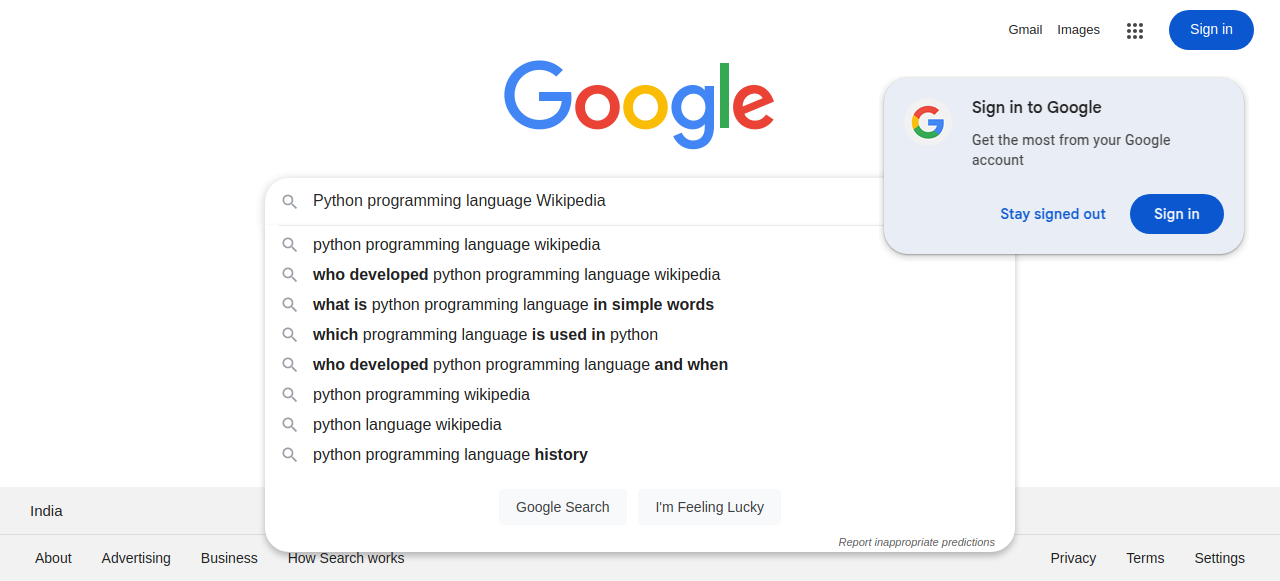 Gmail Images Sign in
Google
Sign in to Google
Get the most from your Google
account
Stay signed out Sign in
Python programming language Wikipedia
python programming language wikipedia
who developed python programming language wikipedia
what is python programming language in simple words
which programming language is used in python
who developed python programming language and when
python programming wikipedia
python language wikipedia
python programming language history
Google Search I'm Feeling Lucky
Report inappropriate predictions
India
About Advertising Business How Search works Privacy Terms Settings